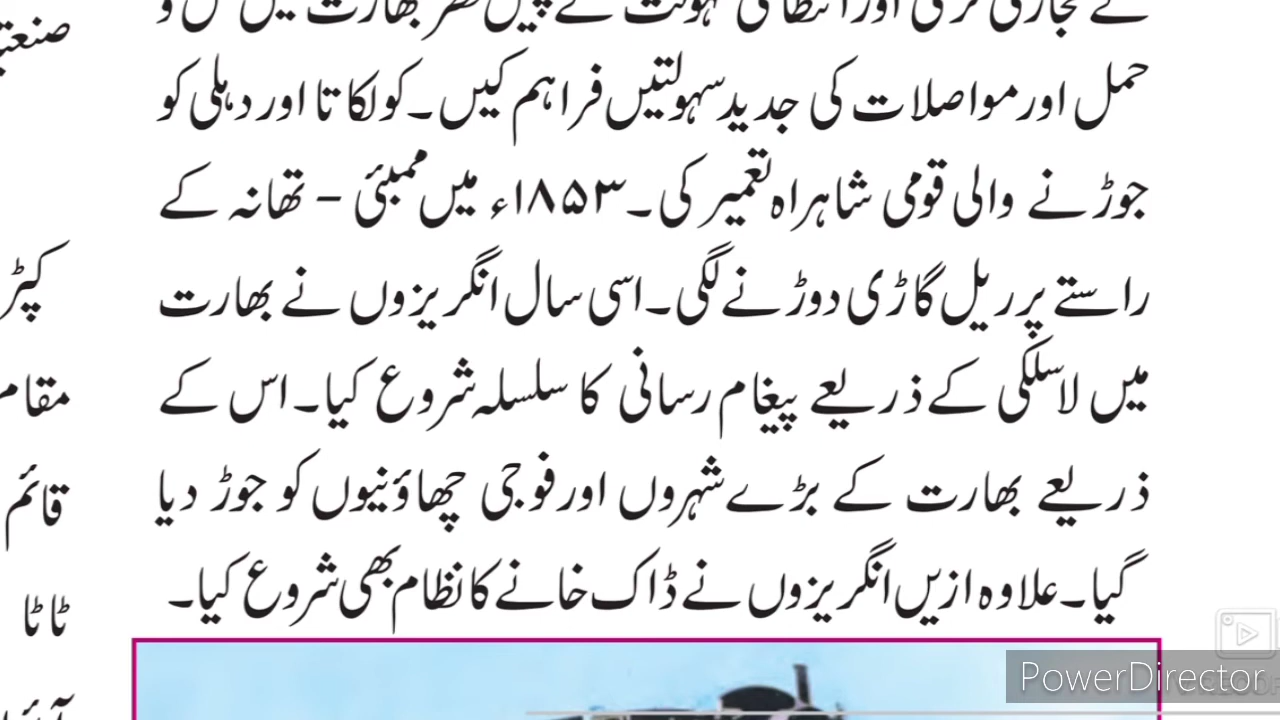 حمل اور مواصلات کی جدید سہولتیں فراہم کیں۔ کولکاتا اور دہلی کو
جوڑنے والی قومی شاہراہ تعمیر کی۔ ۱۸۵۳ء میں ممبئی – تھانہ کے
راستے پر ریل گاڑی دوڑنے لگی۔ اسی سال انگریزوں نے بھارت
میں لاسلکی کے ذریعے پیغام رسانی کا سلسلہ شروع کیا۔ اس کے
ذریعے بھارت کے بڑے شہروں اور فوجی چھاؤنیوں کو جوڑ دیا
گیا۔ علاوہ ازیں انگریزوں نے ڈاک خانے کا نظام بھی شروع کیا۔
مقام
قائم
ٹاٹا
PowerDirector